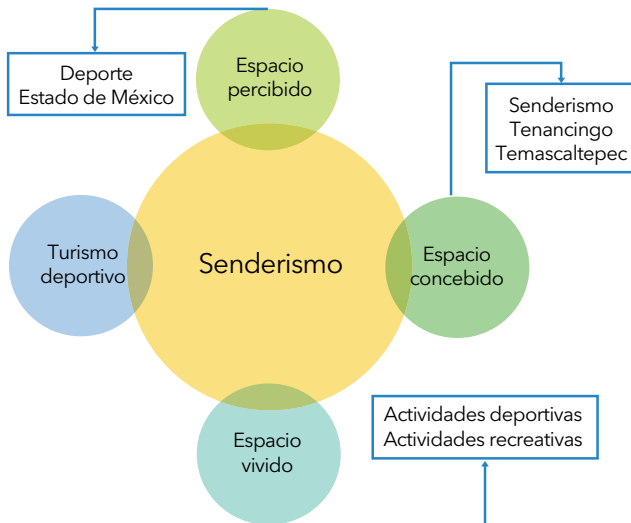 Deporte
Estado de México
Espacio
percibido
Senderismo
Tenancingo
Temascaltepec
Turismo
deportivo
Senderismo
Espacio
concebido
Espacio
vivido
Actividades deportivas
Actividades recreativas